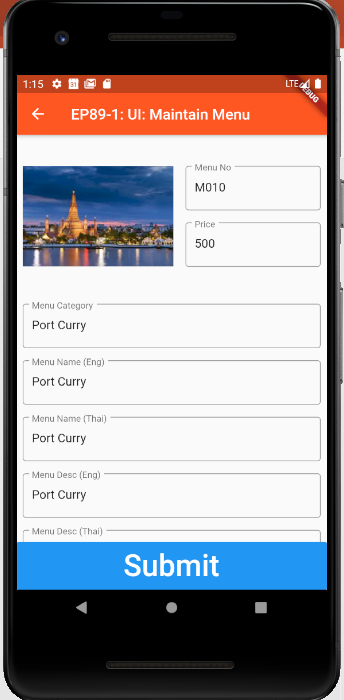 1:15
31
LTE
EP89-1: UI: Maintain Menu
Menu No
M010
Price
500
Menu Category
Port Curry
Menu Name (Eng)
Port Curry
Menu Name (Thai)
Port Curry
Menu Desc (Eng)
Port Curry
Menu Desc (Thai)
Submit